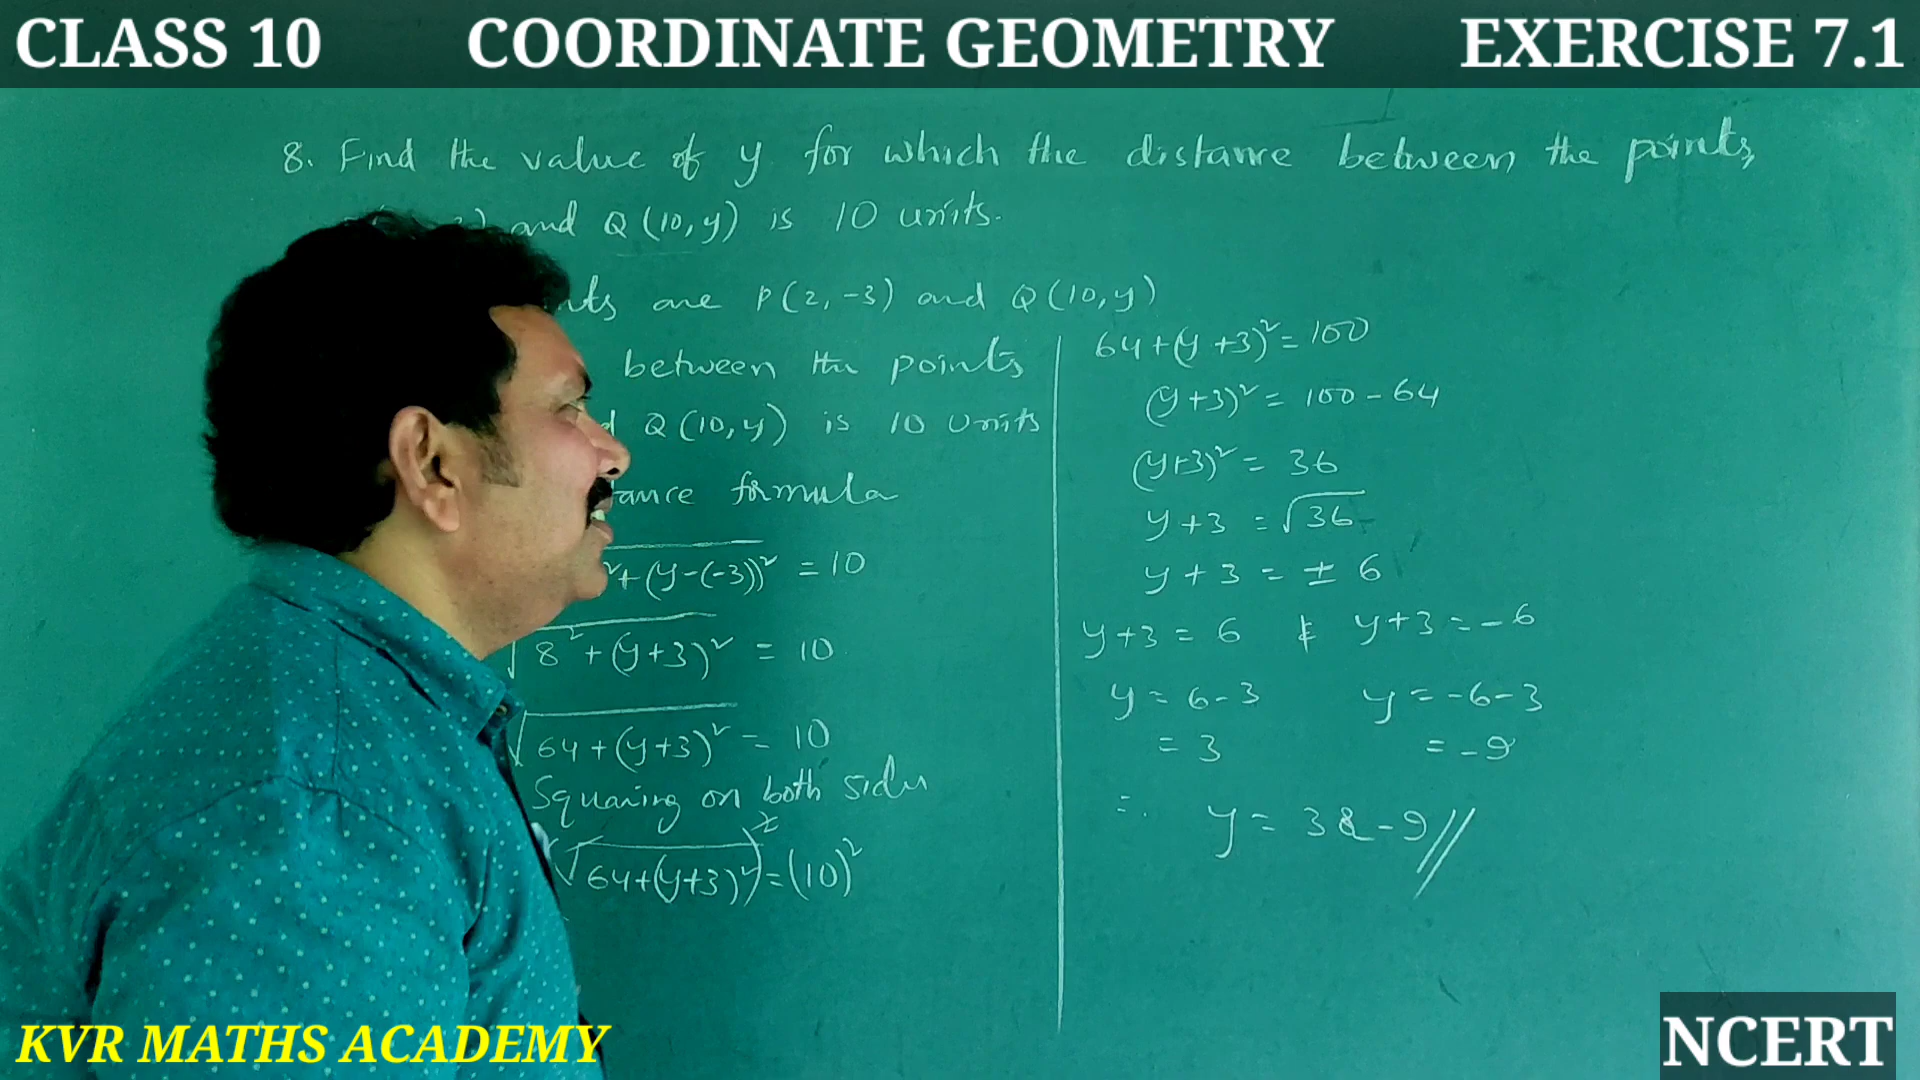 CLASS 10 COORDINATE GEOMETRY EXERCISE 7.1
8. Find the value of y for which the distance between the points,
and Q (10, y) is 10 units.
are P(2, -3) and Q(10, y)
between the points
Q (10, y) is 10 units
formula
+(y-(-3))² = 10
√8² + (y+3)² = 10
√64 + (y+3)² = 10
Squaring on both sides
(√64+(y+3)²)² = (10)²
64+(y+3)² = 100
(y+3)² = 100 - 64
(y+3)² = 36
y+3 = √36
y+3 = ± 6
y+3 = 6 & y+3 = -6
y = 6-3 y = -6-3
= 3 = -9
∴ y = 3 & -9//
KVR MATHS ACADEMY
NCERT